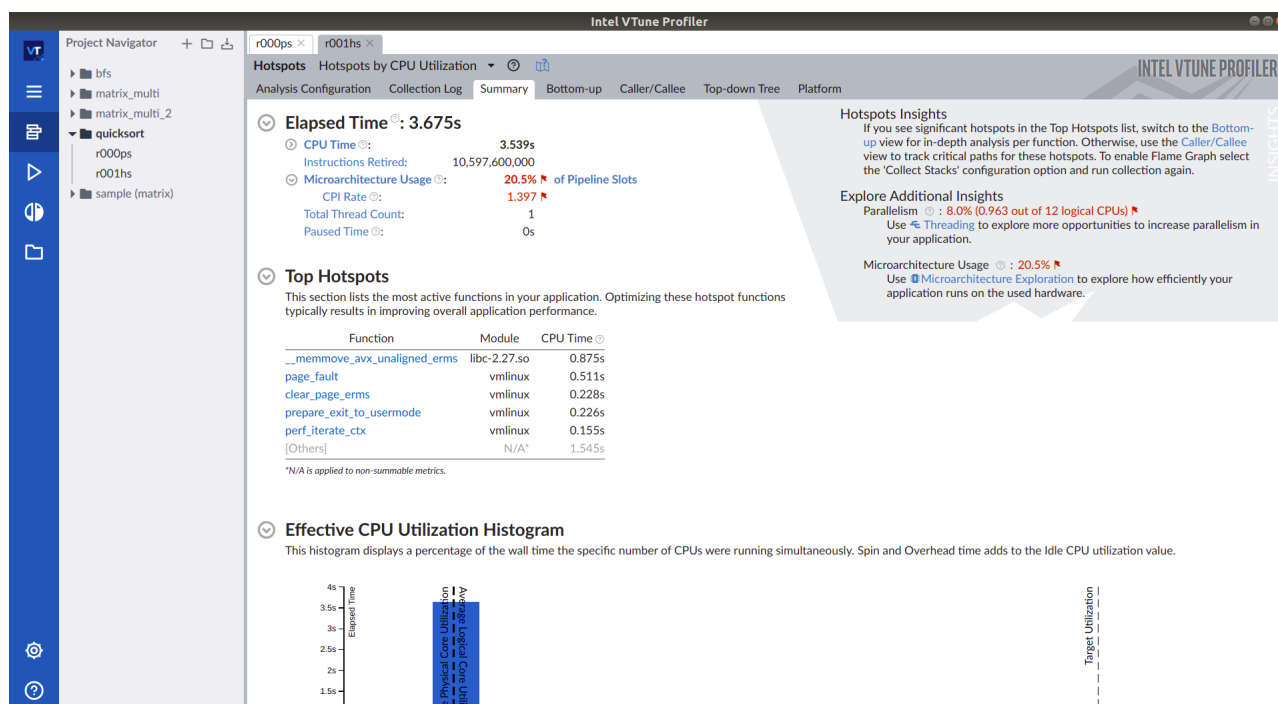 Intel VTune Profiler
VT
Project Navigator
bfs
matrix_multi
matrix_multi_2
quicksort
r000ps
r001hs
sample (matrix)
r000ps × r001hs ×
Hotspots Hotspots by CPU Utilization
INTEL VTUNE PROFILER
Analysis Configuration Collection Log Summary Bottom-up Caller/Callee Top-down Tree Platform
Elapsed Time: 3.675s
CPU Time: 3.539s
Instructions Retired: 10,597,600,000
Microarchitecture Usage: 20.5% of Pipeline Slots
CPI Rate: 1.397
Total Thread Count: 1
Paused Time: 0s
Hotspots Insights
If you see significant hotspots in the Top Hotspots list, switch to the Bottom-
up view for in-depth analysis per function. Otherwise, use the Caller/Callee
view to track critical paths for these hotspots. To enable Flame Graph select
the 'Collect Stacks' configuration option and run collection again.
Explore Additional Insights
Parallelism : 8.0% (0.963 out of 12 logical CPUs)
Use Threading to explore more opportunities to increase parallelism in
your application.
Microarchitecture Usage : 20.5%
Use Microarchitecture Exploration to explore how efficiently your
application runs on the used hardware.
INSIGHTS
Top Hotspots
This section lists the most active functions in your application. Optimizing these hotspot functions
typically results in improving overall application performance.
Function Module CPU Time
__memmove_avx_unaligned_erms libc-2.27.so 0.875s
page_fault vmlinux 0.511s
clear_page_erms vmlinux 0.228s
prepare_exit_to_usermode vmlinux 0.226s
perf_iterate_ctx vmlinux 0.155s
[Others] N/A* 1.545s
*N/A is applied to non-summable metrics.
Effective CPU Utilization Histogram
This histogram displays a percentage of the wall time the specific number of CPUs were running simultaneously. Spin and Overhead time adds to the Idle CPU utilization value.
4s
3.5s
3s
2.5s
2s
1.5s
Elapsed Time
Physical Core Utilization
Average Logical Core
Target Utilization